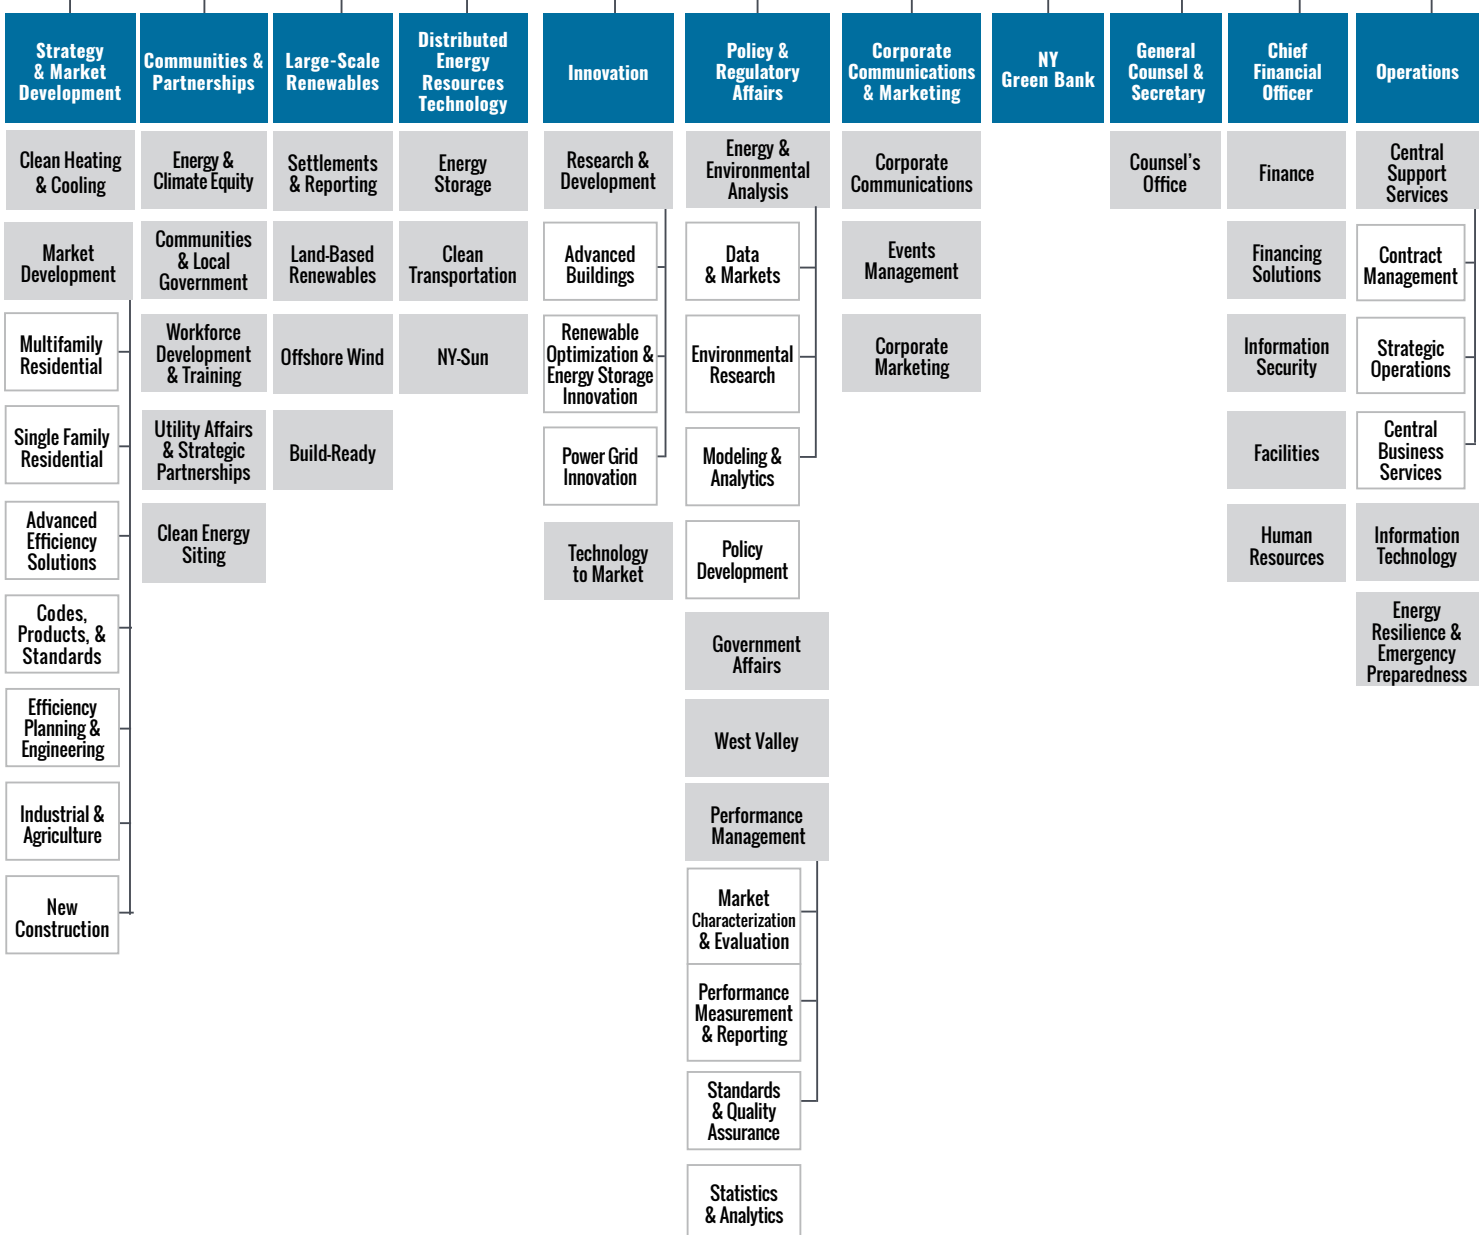 Strategy
& Market
Development
Communities &
Partnerships
Large-Scale
Renewables
Distributed
Energy
Resources
Technology
Innovation
Policy &
Regulatory
Affairs
Corporate
Communications
& Marketing
NY
Green Bank
General
Counsel &
Secretary
Chief
Financial
Officer
Operations
Clean Heating
& Cooling
Market
Development
Multifamily
Residential
Single Family
Residential
Advanced
Efficiency
Solutions
Codes,
Products, &
Standards
Efficiency
Planning &
Engineering
Industrial &
Agriculture
New
Construction
Energy &
Climate Equity
Communities
& Local
Government
Workforce
Development
& Training
Utility Affairs
& Strategic
Partnerships
Clean Energy
Siting
Settlements
& Reporting
Land-Based
Renewables
Offshore Wind
Build-Ready
Energy
Storage
Clean
Transportation
NY-Sun
Research &
Development
Advanced
Buildings
Renewable
Optimization &
Energy Storage
Innovation
Power Grid
Innovation
Technology
to Market
Energy &
Environmental
Analysis
Data
& Markets
Environmental
Research
Modeling &
Analytics
Policy
Development
Government
Affairs
West Valley
Performance
Management
Market
Characterization
& Evaluation
Performance
Measurement
& Reporting
Standards
& Quality
Assurance
Statistics
& Analytics
Corporate
Communications
Events
Management
Corporate
Marketing
Counsel's
Office
Finance
Financing
Solutions
Information
Security
Facilities
Human
Resources
Central
Support
Services
Contract
Management
Strategic
Operations
Central
Business
Services
Information
Technology
Energy
Resilience &
Emergency
Preparedness